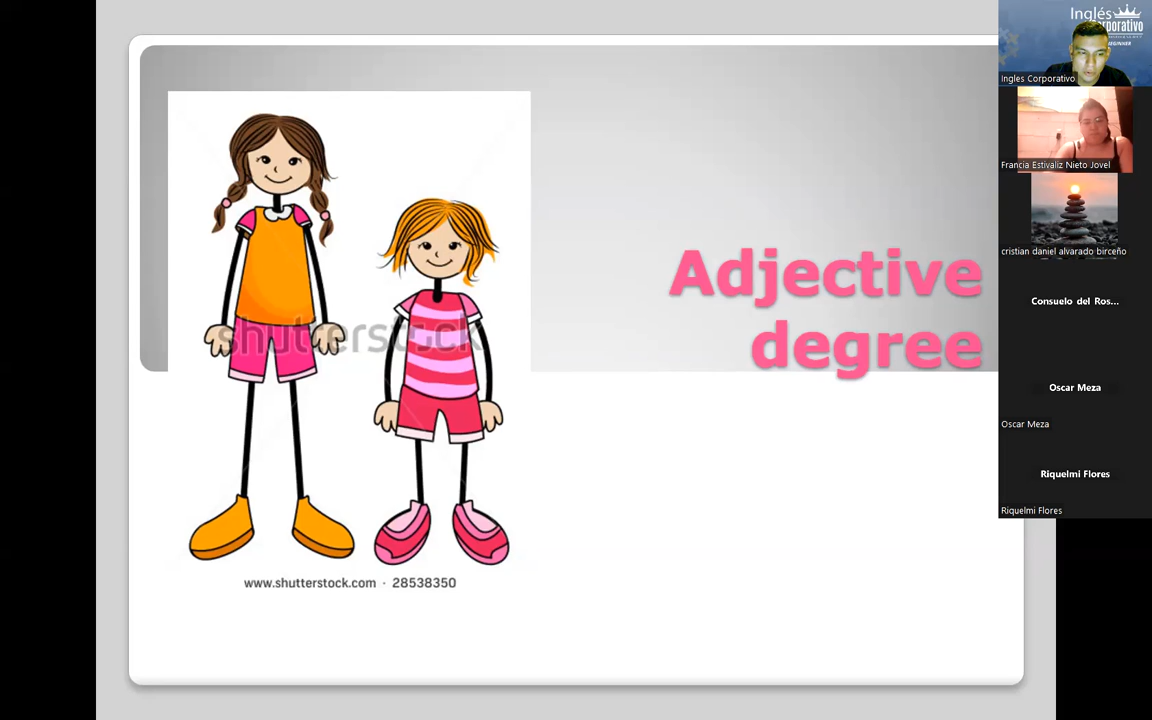 Adjective
degree
shutterstock
www.shutterstock.com · 28538350
Inglés
Corporativo
BEGINNER
Ingles Corporativo
Francia Estivaliz Nieto Jovel
cristian daniel alvarado birceño
Consuelo del Ros...
Oscar Meza
Oscar Meza
Riquelmi Flores
Riquelmi Flores